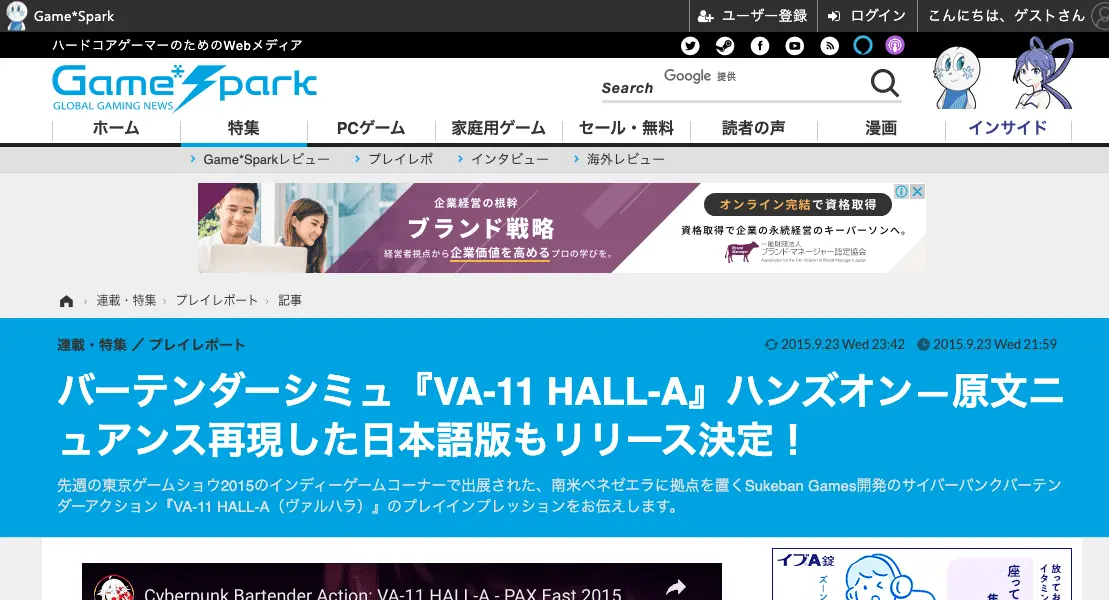 Game*Spark
ユーザー登録
ログイン
こんにちは、ゲストさん
ハードコアゲーマーのためのWebメディア
Game*Spark
GLOBAL GAMING NEWS
Search
Google 提供
ホーム
特集
PCゲーム
家庭用ゲーム
セール・無料
読者の声
漫画
インサイド
Game*Sparkレビュー
プレイレポ
インタビュー
海外レビュー
企業経営の根幹
ブランド戦略
経営者視点から企業価値を高めるプロの学びを。
オンライン完結で資格取得
資格取得で企業の永続経営のキーパーソンへ。
一般財団法人
ブランド・マネージャー認定協会
連載・特集 › プレイレポート › 記事
連載・特集 ／ プレイレポート
2015.9.23 Wed 23:42
2015.9.23 Wed 21:59
バーテンダーシミュ『VA-11 HALL-A』ハンズオン―原文ニ
ュアンス再現した日本語版もリリース決定！
先週の東京ゲームショウ2015のインディーゲームコーナーで出展された、南米ベネゼエラに拠点を置くSukeban Games開発のサイバーパンクバーテン
ダーアクション『VA-11 HALL-A（ヴァルハラ）』のプレイインプレッションをお伝えします。
Cyberpunk Bartender Action: VA-11 HALL-A - PAX East 2015
イブA錠